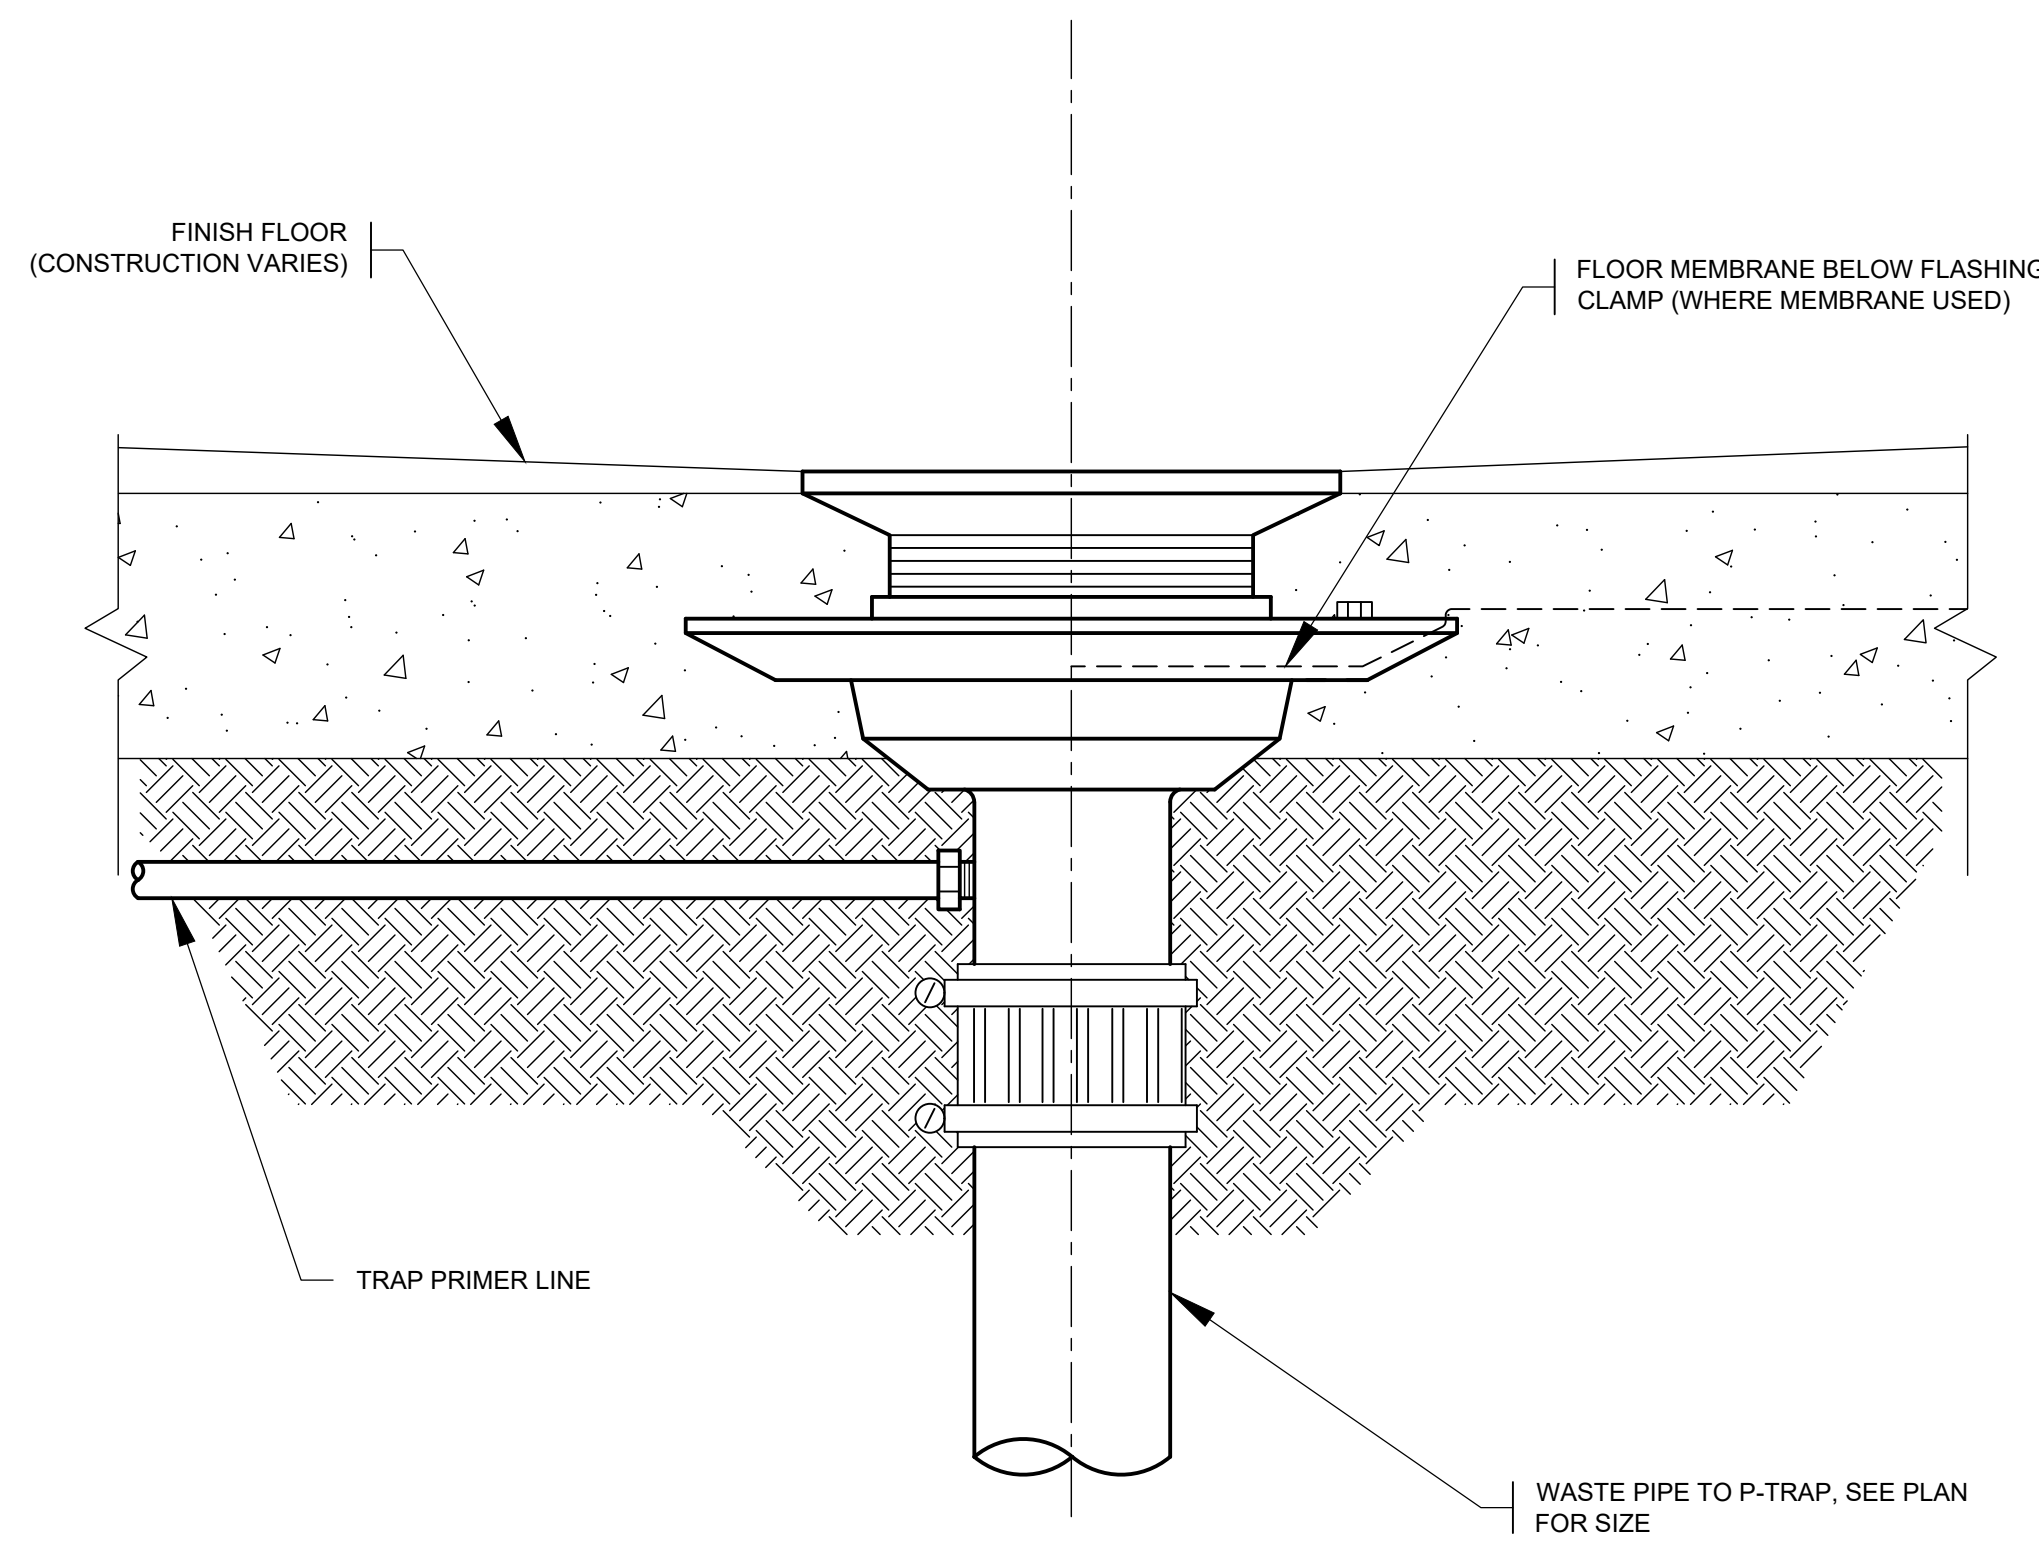 FINISH FLOOR
(CONSTRUCTION VARIES)
FLOOR MEMBRANE BELOW FLASHING
CLAMP (WHERE MEMBRANE USED)
TRAP PRIMER LINE
WASTE PIPE TO P-TRAP, SEE PLAN
FOR SIZE